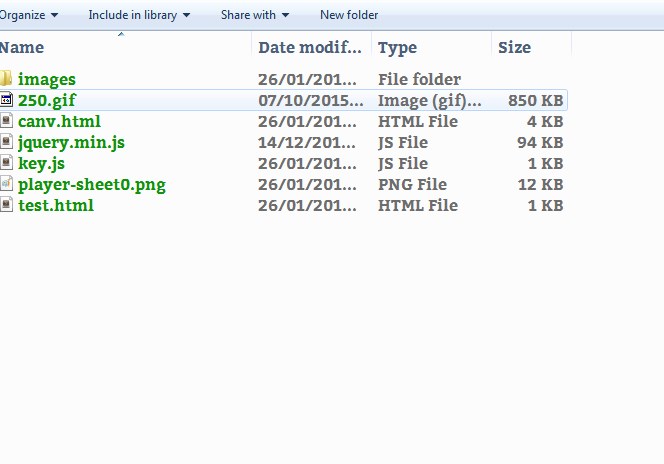 Organize Include in library Share with New folder
Name Date modif... Type Size
images 26/01/201... File folder
250.gif 07/10/2015... Image (gif)... 850 KB
canv.html 26/01/201... HTML File 4 KB
jquery.min.js 14/12/201... JS File 94 KB
key.js 26/01/201... JS File 1 KB
player-sheet0.png 26/01/201... PNG File 12 KB
test.html 26/01/201... HTML File 1 KB